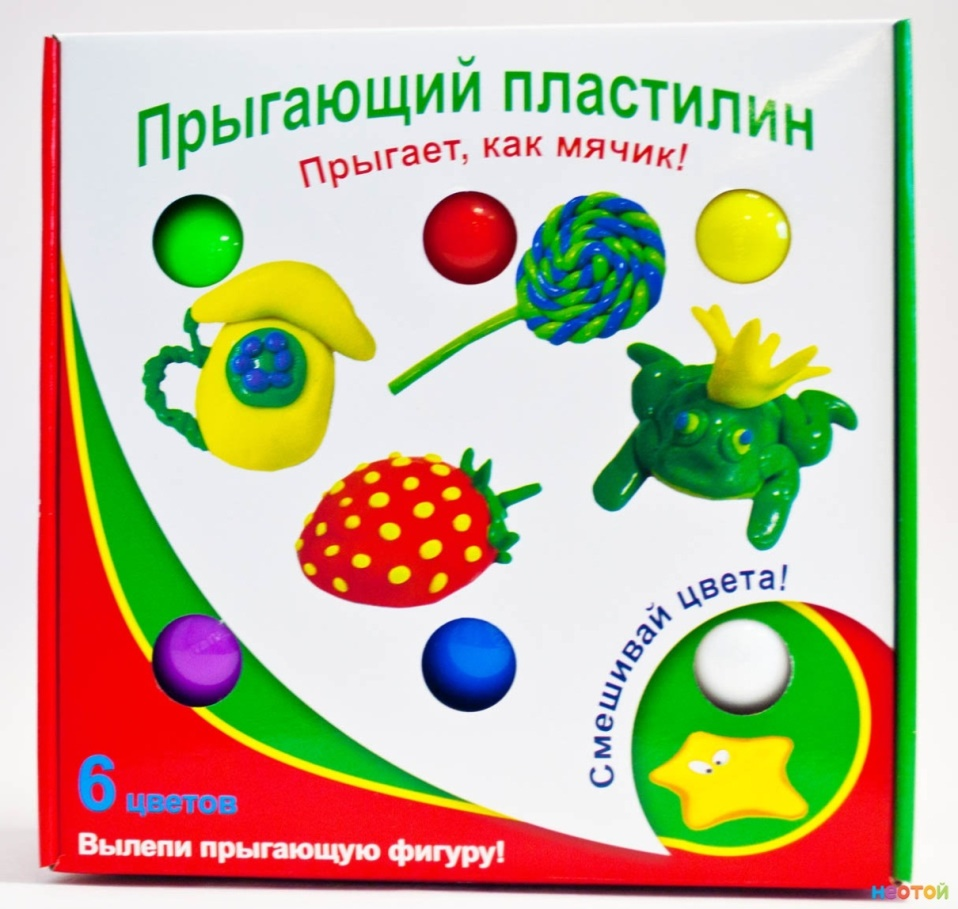 Прыгающий пластилин
Прыгает, как мячик!
Смешивай цвета!
6 цветов
Вылепи прыгающую фигуру!
неотой